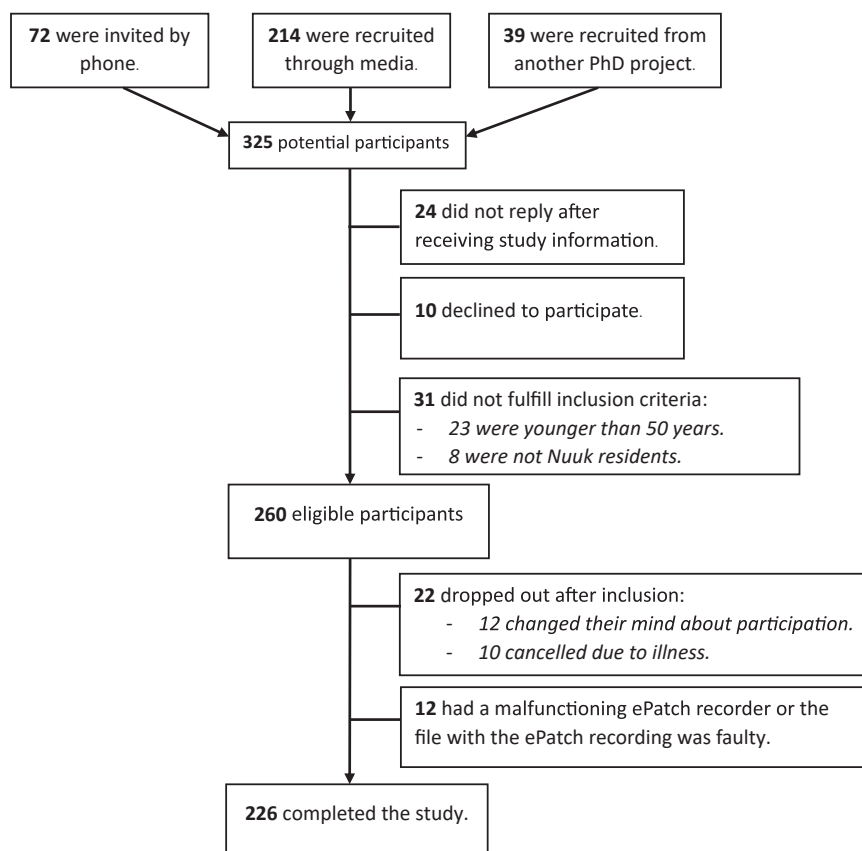 72 were invited by
phone.
214 were recruited
through media.
39 were recruited from
another PhD project.
325 potential participants
24 did not reply after
receiving study information.
10 declined to participate.
31 did not fulfill inclusion criteria:
- 23 were younger than 50 years.
- 8 were not Nuuk residents.
260 eligible participants
22 dropped out after inclusion:
- 12 changed their mind about participation.
- 10 cancelled due to illness.
12 had a malfunctioning ePatch recorder or the
file with the ePatch recording was faulty.
226 completed the study.